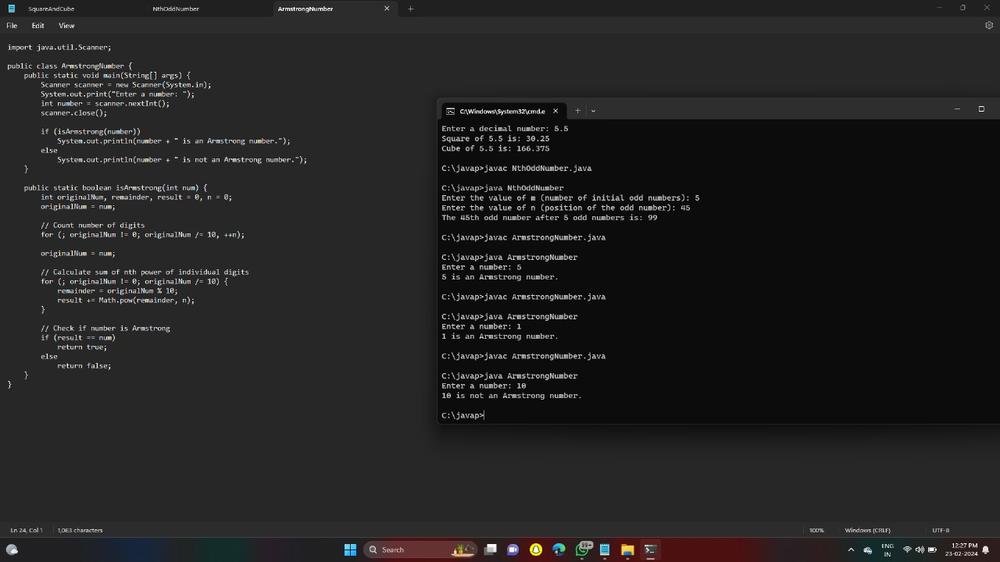 SquareAndCube
NthOddNumber
ArmstrongNumber
File Edit View
import java.util.Scanner;
public class ArmstrongNumber {
public static void main(String[] args) {
Scanner scanner = new Scanner(System.in);
System.out.print("Enter a number: ");
int number = scanner.nextInt();
scanner.close();
if (isArmstrong(number))
System.out.println(number + " is an Armstrong number.");
else
System.out.println(number + " is not an Armstrong number.");
}
public static boolean isArmstrong(int num) {
int originalNum, remainder, result = 0, n = 0;
originalNum = num;
// Count number of digits
for (; originalNum != 0; originalNum /= 10, ++n);
originalNum = num;
// Calculate sum of nth power of individual digits
for (; originalNum != 0; originalNum /= 10) {
remainder = originalNum % 10;
result += Math.pow(remainder, n);
}
// Check if number is Armstrong
if (result == num)
return true;
else
return false;
}
}
C:\Windows\System32\cmd.e
Enter a decimal number: 5.5
Square of 5.5 is: 30.25
Cube of 5.5 is: 166.375
C:\javap>javac NthOddNumber.java
C:\javap>java NthOddNumber
Enter the value of m (number of initial odd numbers): 5
Enter the value of n (position of the odd number): 45
The 45th odd number after 5 odd numbers is: 99
C:\javap>javac ArmstrongNumber.java
C:\javap>java ArmstrongNumber
Enter a number: 5
5 is an Armstrong number.
C:\javap>javac ArmstrongNumber.java
C:\javap>java ArmstrongNumber
Enter a number: 1
1 is an Armstrong number.
C:\javap>javac ArmstrongNumber.java
C:\javap>java ArmstrongNumber
Enter a number: 10
10 is not an Armstrong number.
C:\javap>
Ln 24, Col 1
1,063 characters
100%
Windows (CRLF)
UTF-8
Search
99+
ENG
IN
12:27 PM
23-02-2024